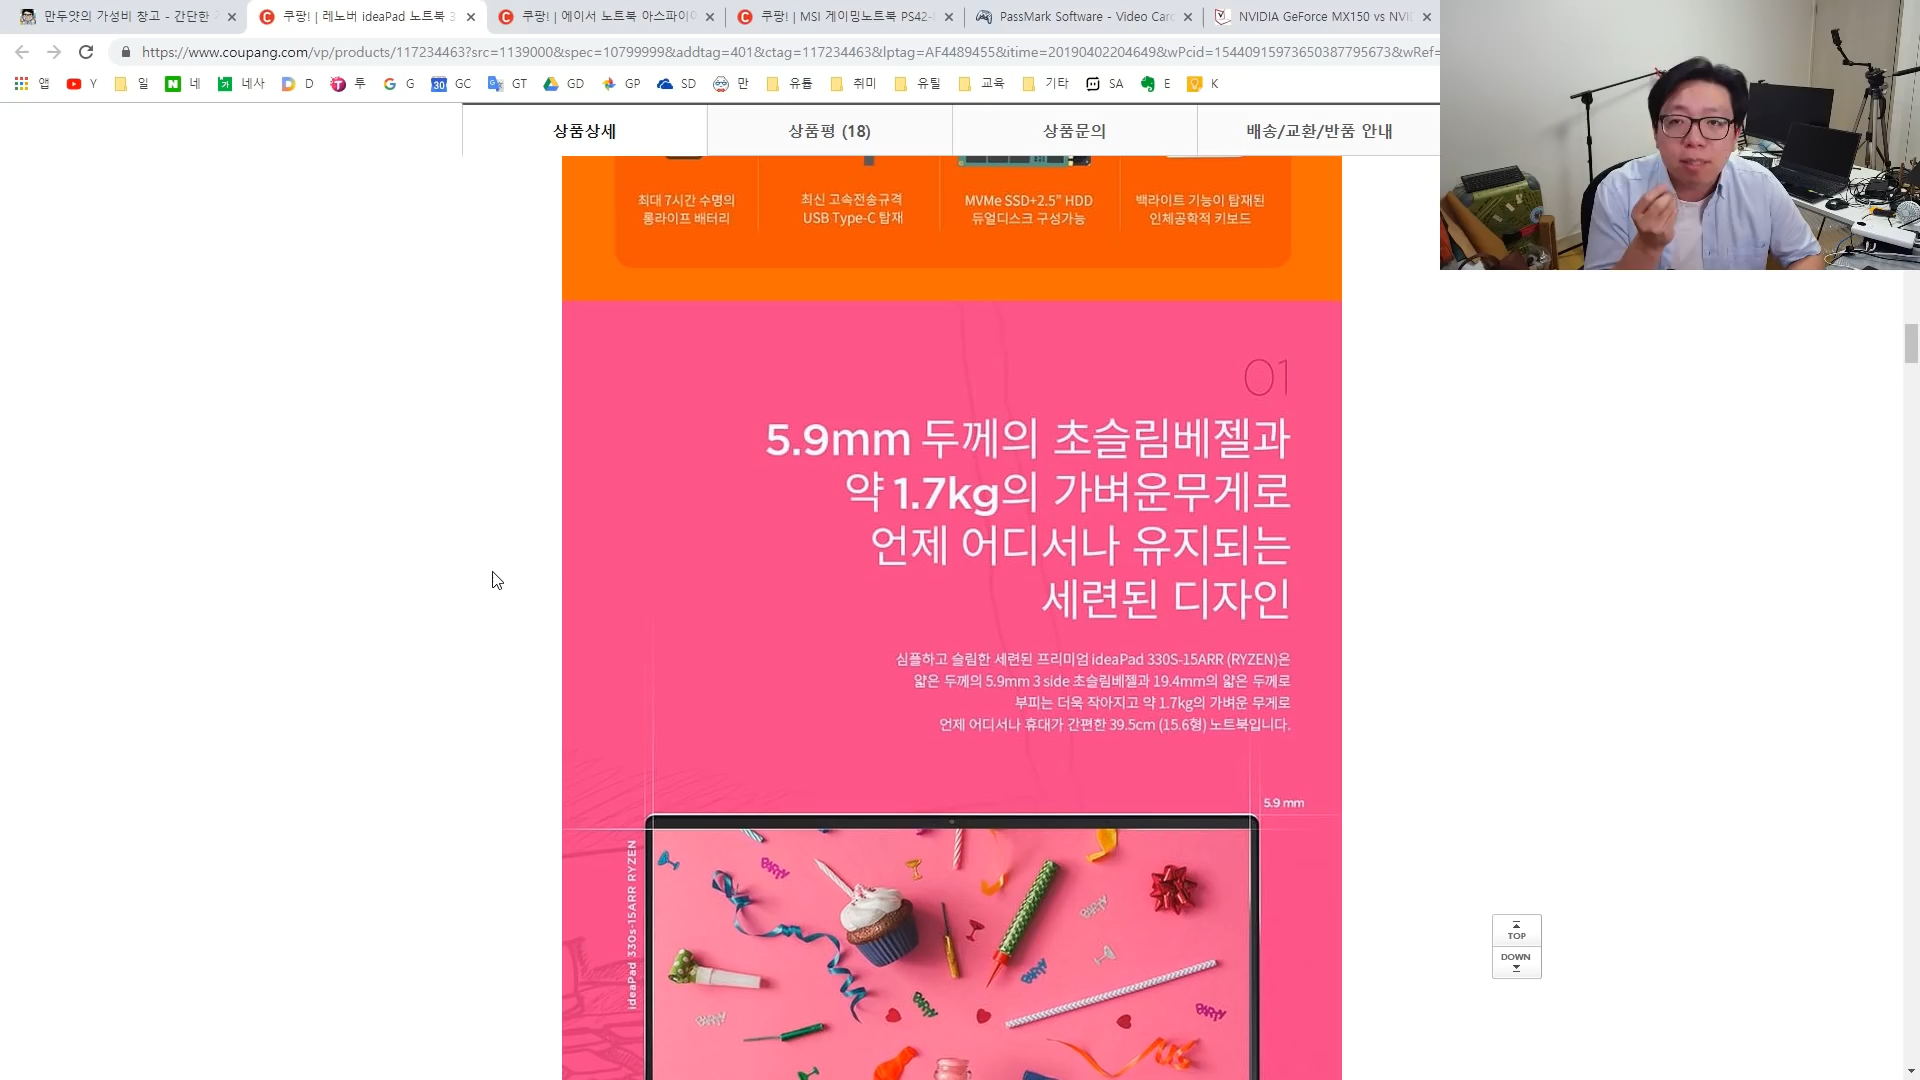 만두얏의 가성비 창고 - 간단한
쿠팡! | 레노버 ideaPad 노트북 3
쿠팡! | 에이서 노트북 아스파이
쿠팡! | MSI 게이밍노트북 PS42-
PassMark Software - Video Car
NVIDIA GeForce MX150 vs NVI
https://www.coupang.com/vp/products/117234463?src=1139000&spec=10799999&addtag=401&ctag=117234463&lptag=AF4489455&itime=20190402204649&wPcid=15440915973650387795673&wRef=
앱 Y 일 네 네사 D 투 G GC GT GD GP SD 만 유튭 취미 유틸 교육 기타 SA E K
상품상세
상품평 (18)
상품문의
배송/교환/반품 안내
최대 7시간 수명의
롱라이프 배터리
최신 고속전송규격
USB Type-C 탑재
MVMe SSD+2.5” HDD
듀얼디스크 구성가능
백라이트 기능이 탑재된
인체공학적 키보드
01
5.9mm 두께의 초슬림베젤과
약 1.7kg의 가벼운무게로
언제 어디서나 유지되는
세련된 디자인
심플하고 슬림한 세련된 프리미엄 ideaPad 330S-15ARR (RYZEN)은
얇은 두께의 5.9mm 3 side 초슬림베젤과 19.4mm의 얇은 두께로
부피는 더욱 작아지고 약 1.7kg의 가벼운 무게로
언제 어디서나 휴대가 간편한 39.5cm (15.6형) 노트북입니다.
5.9 mm
ideaPad 330s-15ARR RYZEN
PARTY
PARTY
PARTY
PARTY
PARTY
PARTY
TOP
DOWN